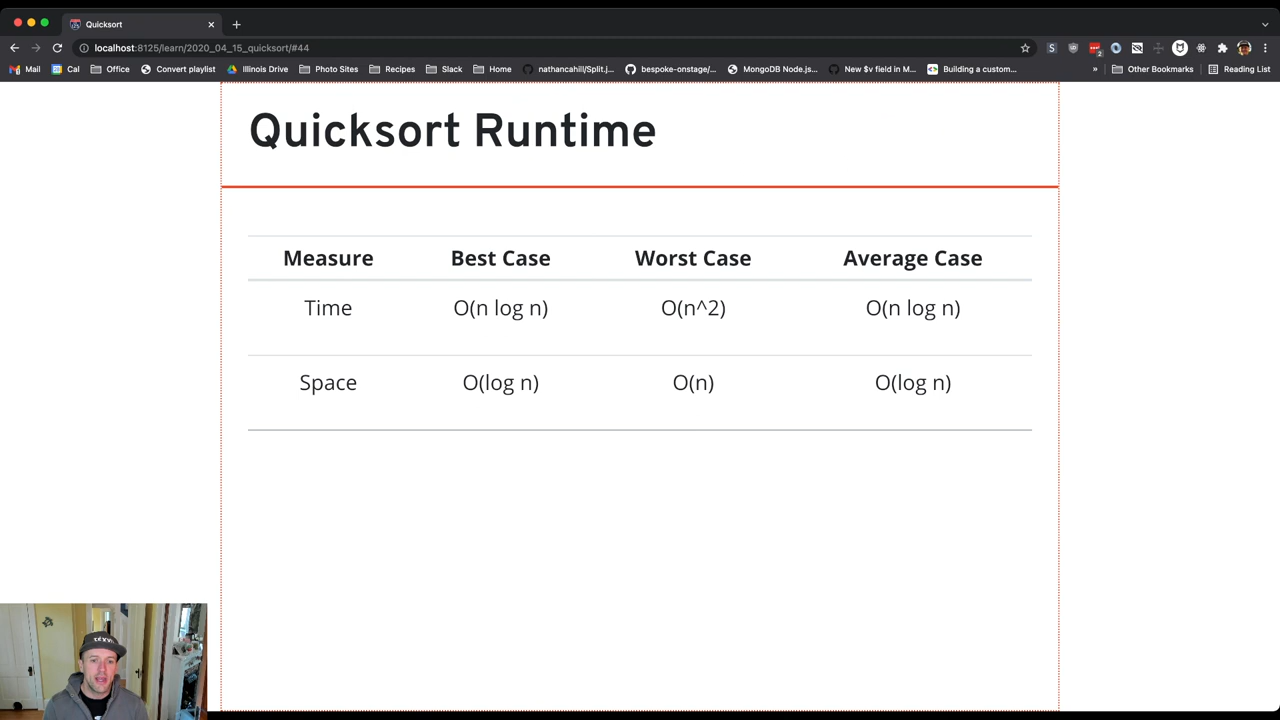 Quicksort
localhost:8125/learn/2020_04_15_quicksort/#44
2
Mail Cal Office Convert playlist Illinois Drive Photo Sites Recipes Slack Home nathancahill/Split.j... bespoke-onstage/... MongoDB Node.js... New $v field in M... Building a custom... » Other Bookmarks Reading List
Quicksort Runtime
Measure Best Case Worst Case Average Case
Time O(n log n) O(n^2) O(n log n)
Space O(log n) O(n) O(log n)